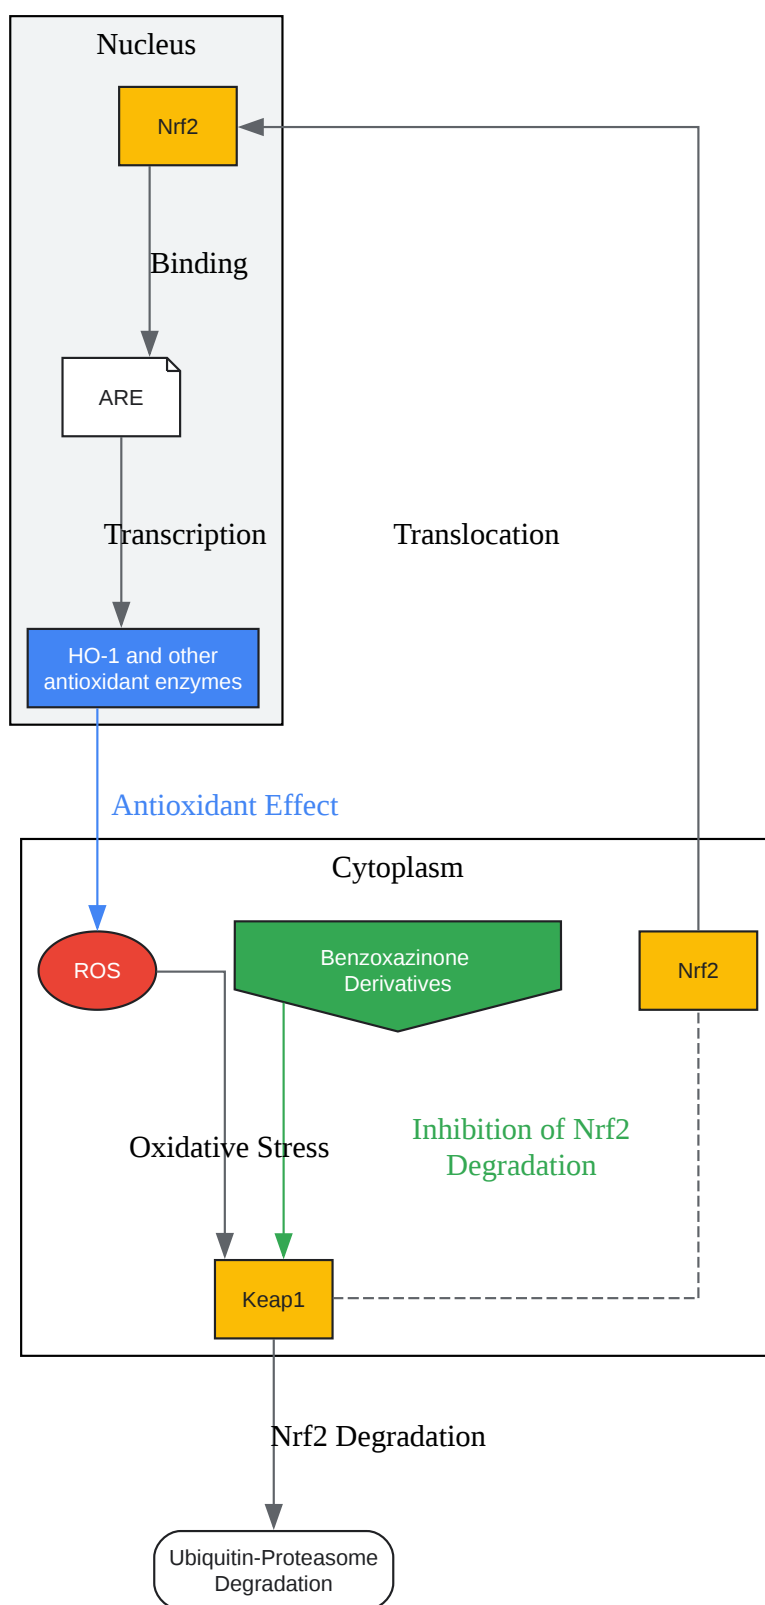 Nucleus
Nrf2
Binding
ARE
Transcription
Translocation
HO-1 and other
antioxidant enzymes
Antioxidant Effect
Cytoplasm
ROS
Benzoxazinone
Derivatives
Nrf2
Oxidative Stress
Inhibition of Nrf2
Degradation
Keap1
Nrf2 Degradation
Ubiquitin-Proteasome
Degradation